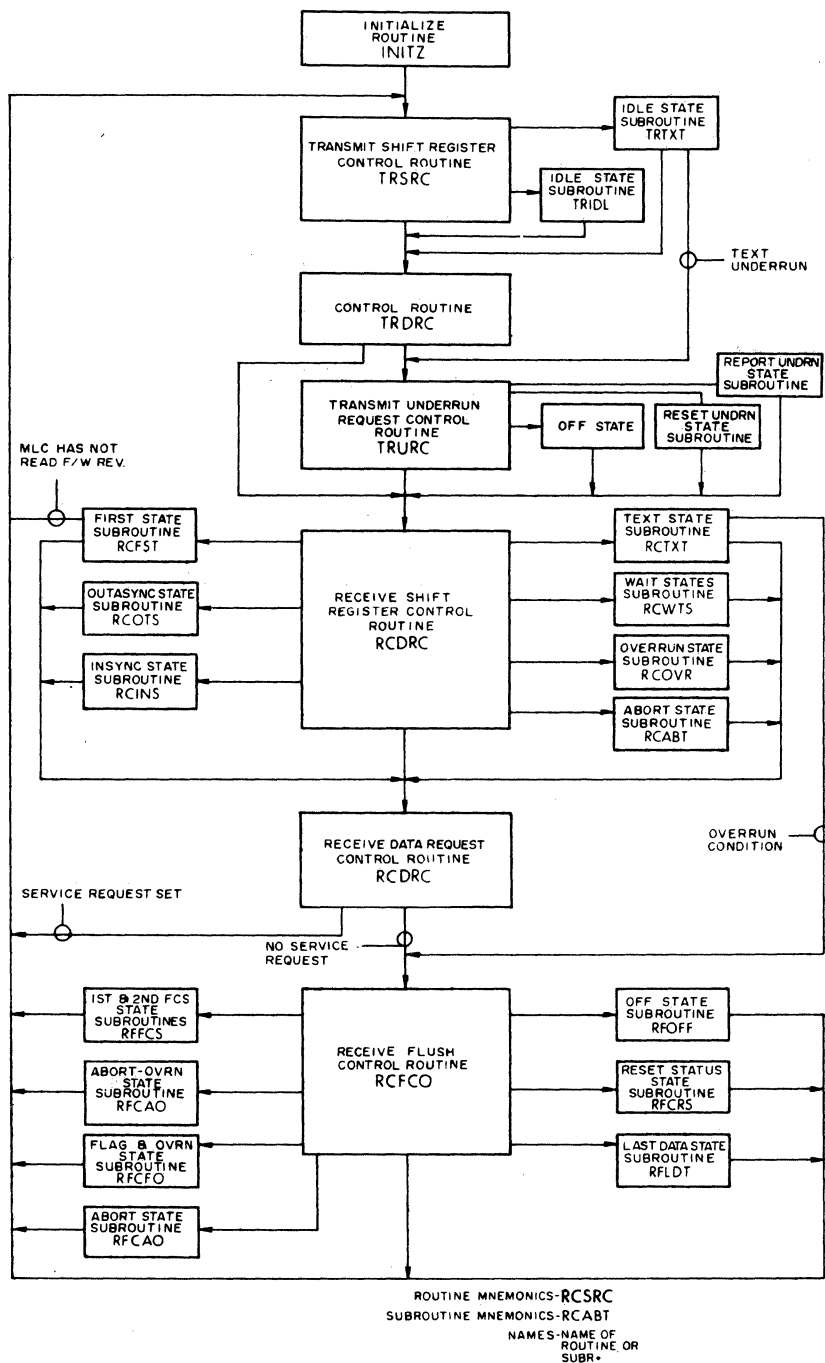 INITIALIZE
ROUTINE
INITZ
IDLE STATE
SUBROUTINE
TRTXT
TRANSMIT SHIFT REGISTER
CONTROL ROUTINE
TRSRC
IDLE STATE
SUBROUTINE
TRIDL
TEXT
UNDERRUN
CONTROL ROUTINE
TRDRC
REPORT UNDRN
STATE
SUBROUTINE
TRANSMIT UNDERRUN
REQUEST CONTROL
ROUTINE
TRURC
OFF STATE
RESET UNDRN
STATE
SUBROUTINE
MLC HAS NOT
READ F/W REV.
FIRST STATE
SUBROUTINE
RCFST
TEXT STATE
SUBROUTINE
RCTXT
OUTASYNC STATE
SUBROUTINE
RCOTS
RECEIVE SHIFT
REGISTER CONTROL
ROUTINE
RCDRC
WAIT STATES
SUBROUTINE
RCWTS
INSYNC STATE
SUBROUTINE
RCINS
OVERRUN STATE
SUBROUTINE
RCOVR
ABORT STATE
SUBROUTINE
RCABT
RECEIVE DATA REQUEST
CONTROL ROUTINE
RCDRC
OVERRUN
CONDITION
SERVICE REQUEST SET
NO SERVICE
REQUEST
1ST & 2ND FCS
STATE
SUBROUTINES
RFFCS
OFF STATE
SUBROUTINE
RFOFF
RECEIVE FLUSH
CONTROL ROUTINE
RCFCO
ABORT-OVRN
STATE
SUBROUTINE
RFCAO
RESET STATUS
STATE
SUBROUTINE
RFCRS
FLAG & OVRN
STATE
SUBROUTINE
RFCFO
LAST DATA STATE
SUBROUTINE
RFLDT
ABORT STATE
SUBROUTINE
RFCAO
ROUTINE MNEMONICS-RCSRC
SUBROUTINE MNEMONICS-RCABT
NAMES-NAME OF
ROUTINE OR
SUBR.